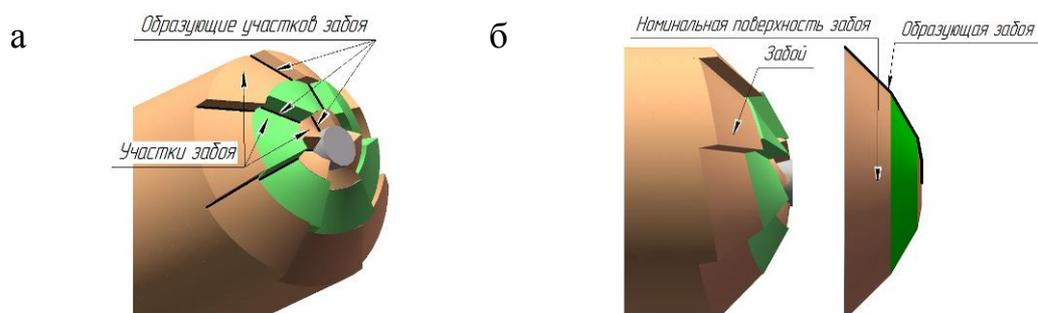 а
Образующие участков забоя
Участки забоя
б
Номинальная поверхность забоя
Образующая забоя
Забой